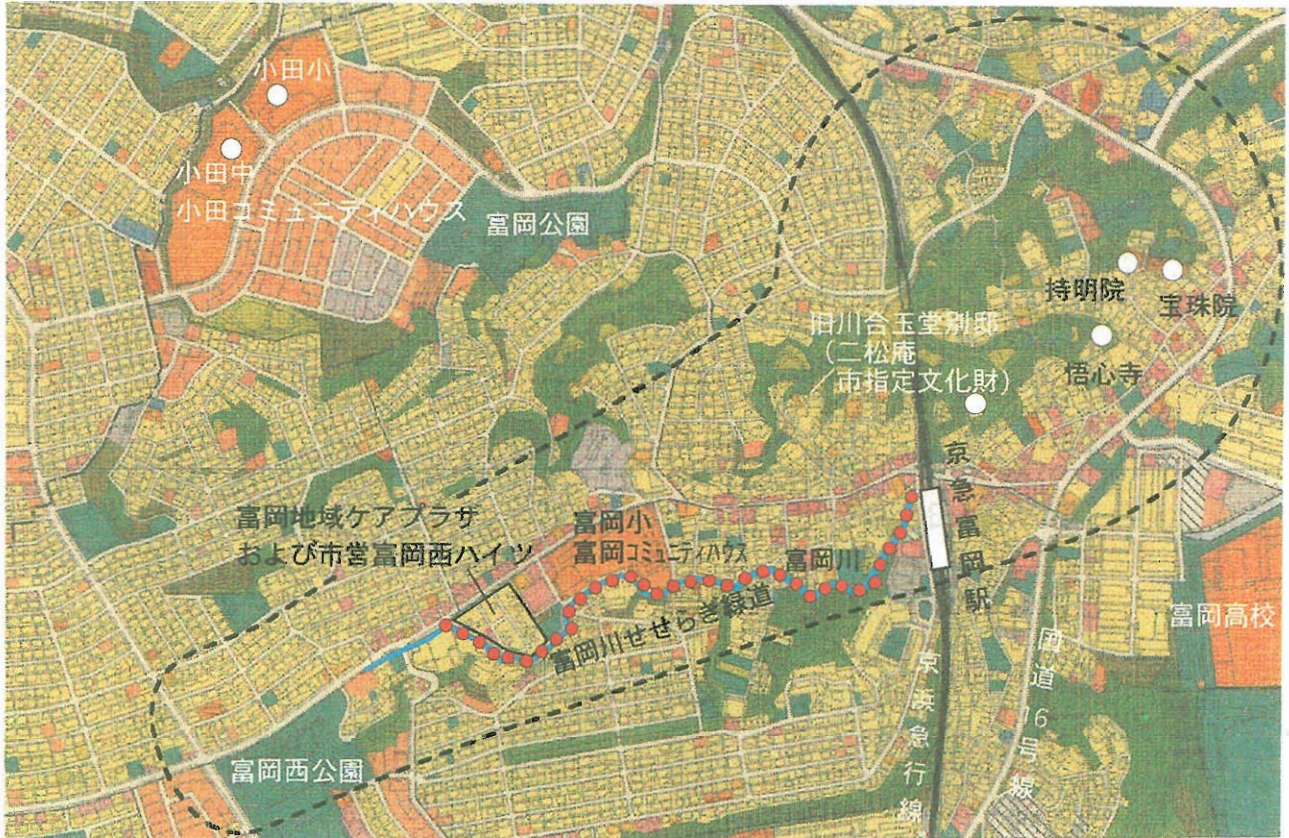 小田小
小田中
小田コミュニティハウス
富岡公園
持明院
宝珠院
旧川合玉堂別邸
（二松庵
／市指定文化財）
悟心寺
京急富岡駅
富岡地域ケアプラザ
および市営富岡西ハイツ
富岡小
富岡コミュニティハウス
富岡川
富岡川せせらぎ緑道
富岡高校
国道16号線
京浜急行線
富岡西公園